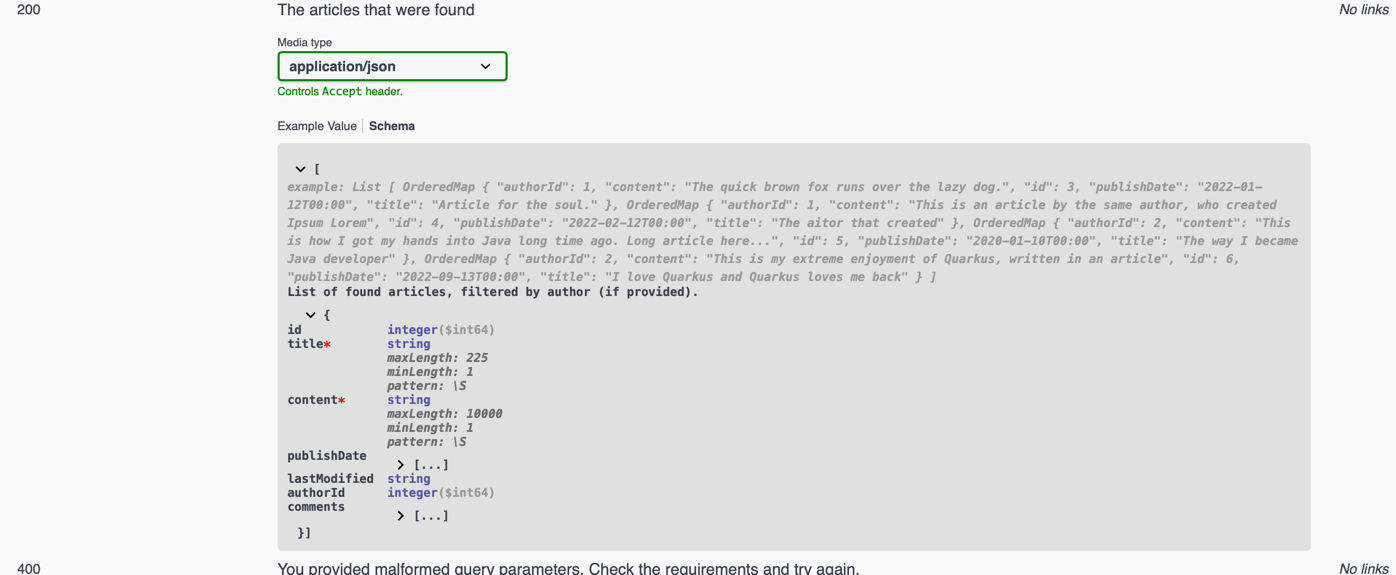 200 The articles that were found No links
Media type
application/json
Controls Accept header.
Example Value Schema
[
example: List [ OrderedMap { "authorId": 1, "content": "The quick brown fox runs over the lazy dog.", "id": 3, "publishDate": "2022-01-
12T00:00", "title": "Article for the soul." }, OrderedMap { "authorId": 1, "content": "This is an article by the same author, who created
Ipsum Lorem", "id": 4, "publishDate": "2022-02-12T00:00", "title": "The aitor that created" }, OrderedMap { "authorId": 2, "content": "This
is how I got my hands into Java long time ago. Long article here...", "id": 5, "publishDate": "2020-01-10T00:00", "title": "The way I became
Java developer" }, OrderedMap { "authorId": 2, "content": "This is my extreme enjoyment of Quarkus, written in an article", "id": 6,
"publishDate": "2022-09-13T00:00", "title": "I love Quarkus and Quarkus loves me back" } ]
List of found articles, filtered by author (if provided).
{
id integer($int64)
title* string
maxLength: 225
minLength: 1
pattern: \S
content* string
maxLength: 10000
minLength: 1
pattern: \S
publishDate
[...]
lastModified string
authorId integer($int64)
comments
[...]
}]
400 You provided malformed query parameters. Check the requirements and try again. No links